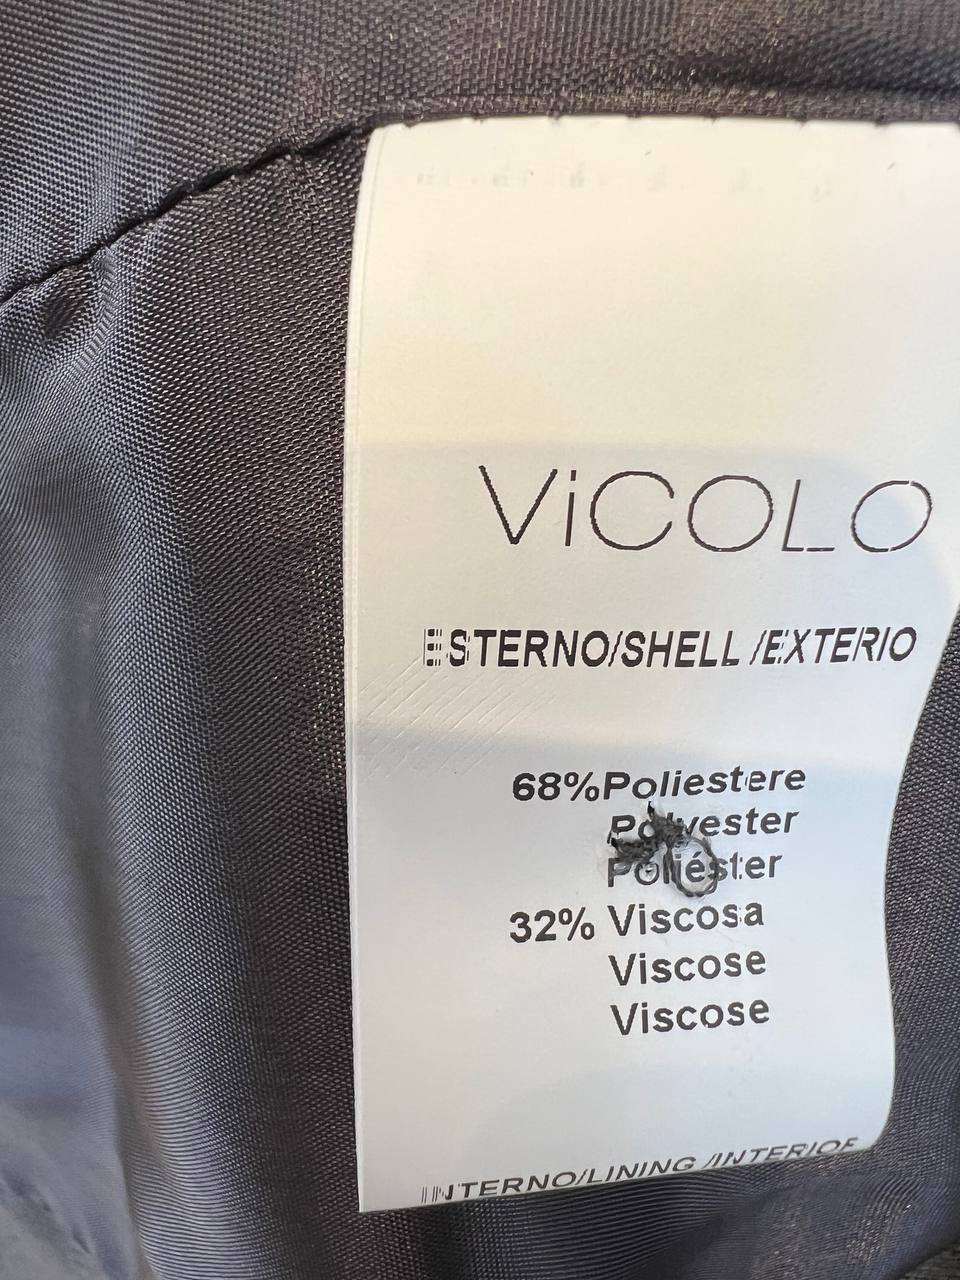 ViCOLO
ESTERNO/SHELL /EXTERIO
68%Poliestere
Polyester
Poliéster
32% Viscosa
Viscose
Viscose
INTERNO/LINING /INTERIOR